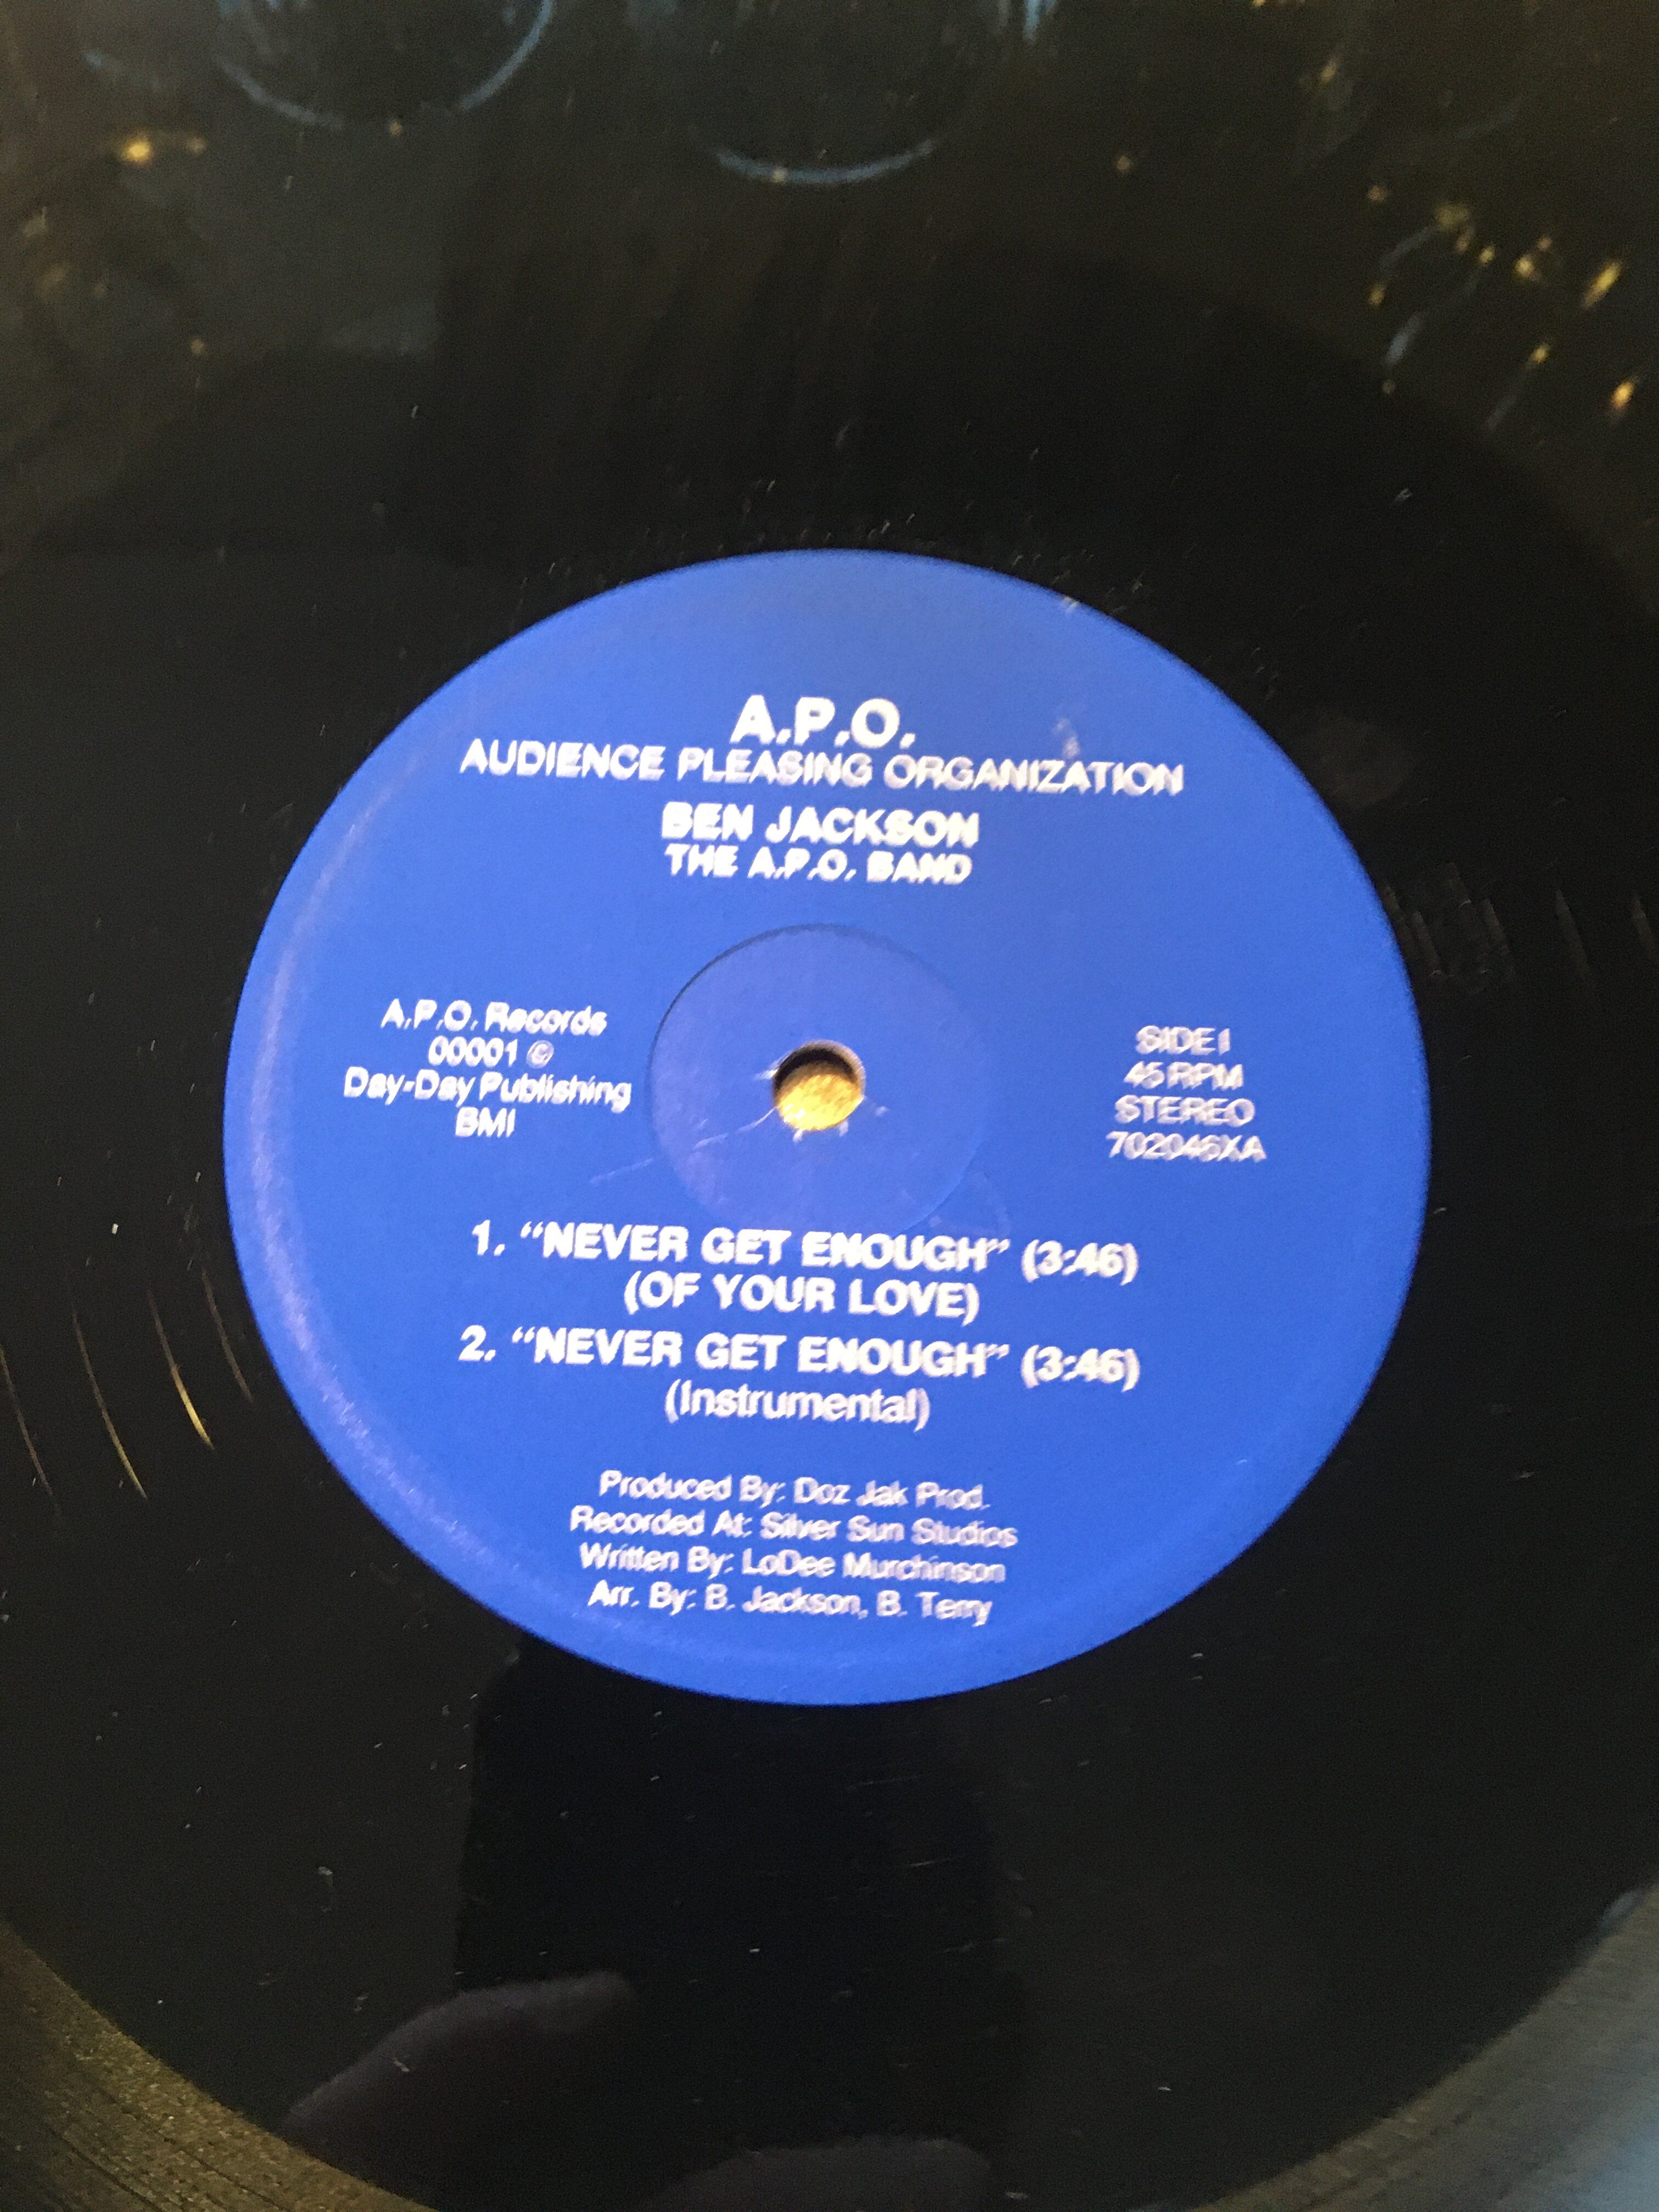 A.P.O.
AUDIENCE PLEASING ORGANIZATION
BEN JACKSON
THE A.P.O. BAND
A.P.O. Records
00001 ©
Day-Day Publishing
BMI
SIDE I
45 RPM
STEREO
702046XA
1. “NEVER GET ENOUGH” (3:46)
(OF YOUR LOVE)
2. “NEVER GET ENOUGH” (3:46)
(Instrumental)
Produced By: Doz Jak Prod.
Recorded At: Silver Sun Studios
Written By: LoDee Murchinson
Arr. By: B. Jackson, B. Terry